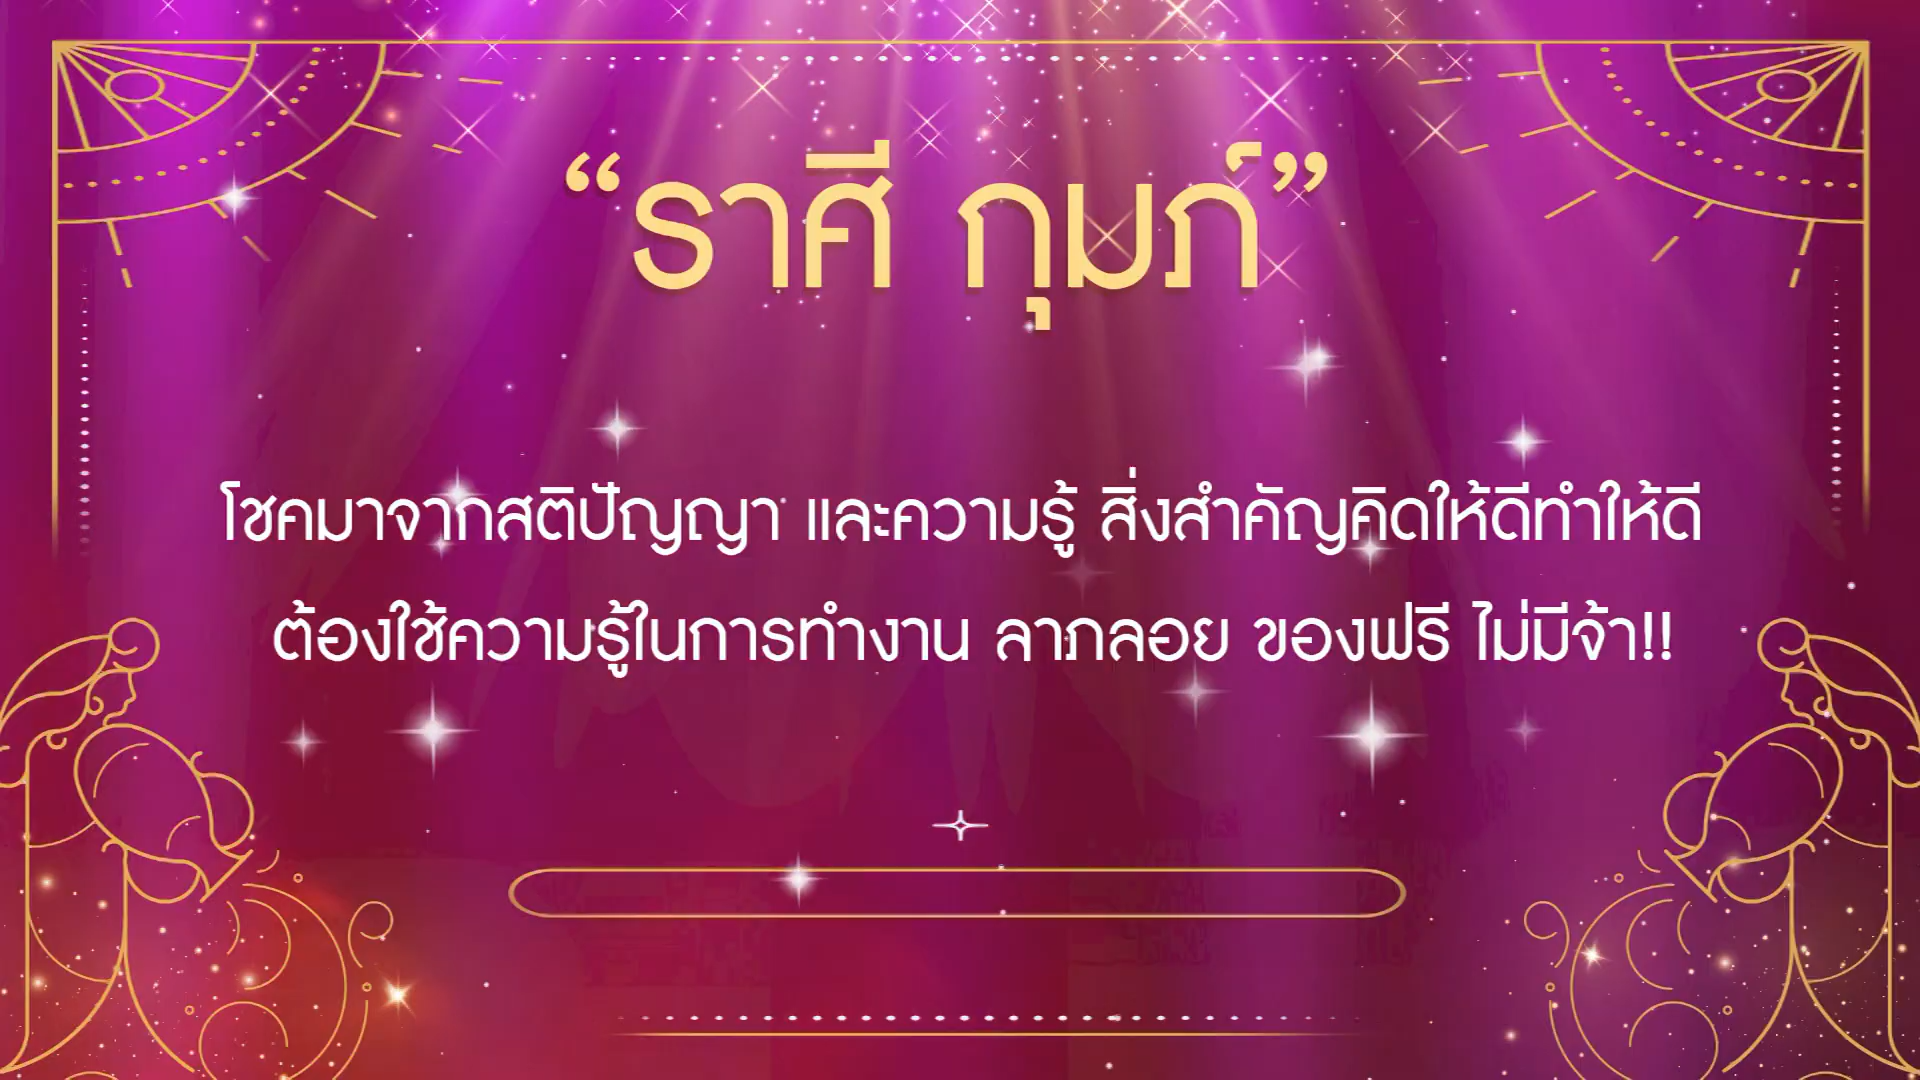 “ราศี กุมภ์”
โชคมาจากสติปัญญา และความรู้ สิ่งสำคัญคิดให้ดีทำให้ดี
ต้องใช้ความรู้ในการทำงาน ลาภลอย ของฟรี ไม่มีจ้า!!